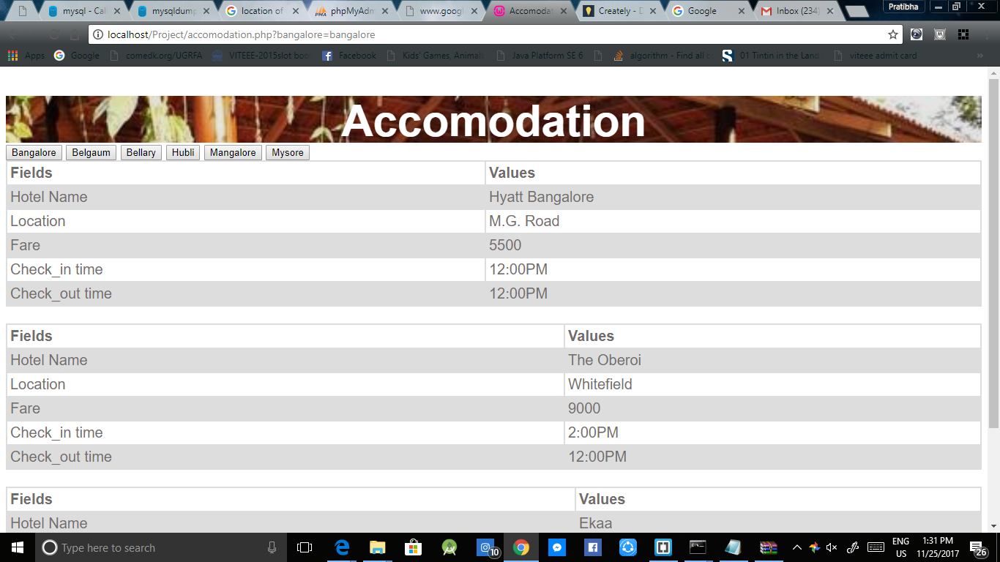 mysql - Cal
mysqldump
location of
phpMyAdm
www.googl
Accomodat
Creately - D
Google
Inbox (234)
Pratibha
localhost/Project/accomodation.php?bangalore=bangalore
Apps
Google
comedk.org/UGRFA
VITEEE-2015slot boo
Facebook
Kids' Games, Animals
Java Platform SE 6
algorithm - Find all c
01 Tintin in the Land
viteee admit card
Accomodation
Bangalore Belgaum Bellary Hubli Mangalore Mysore
Fields Values
Hotel Name Hyatt Bangalore
Location M.G. Road
Fare 5500
Check_in time 12:00PM
Check_out time 12:00PM
Fields Values
Hotel Name The Oberoi
Location Whitefield
Fare 9000
Check_in time 2:00PM
Check_out time 12:00PM
Fields Values
Hotel Name Ekaa
Type here to search
10
ENG
US
1:31 PM
11/25/2017
26